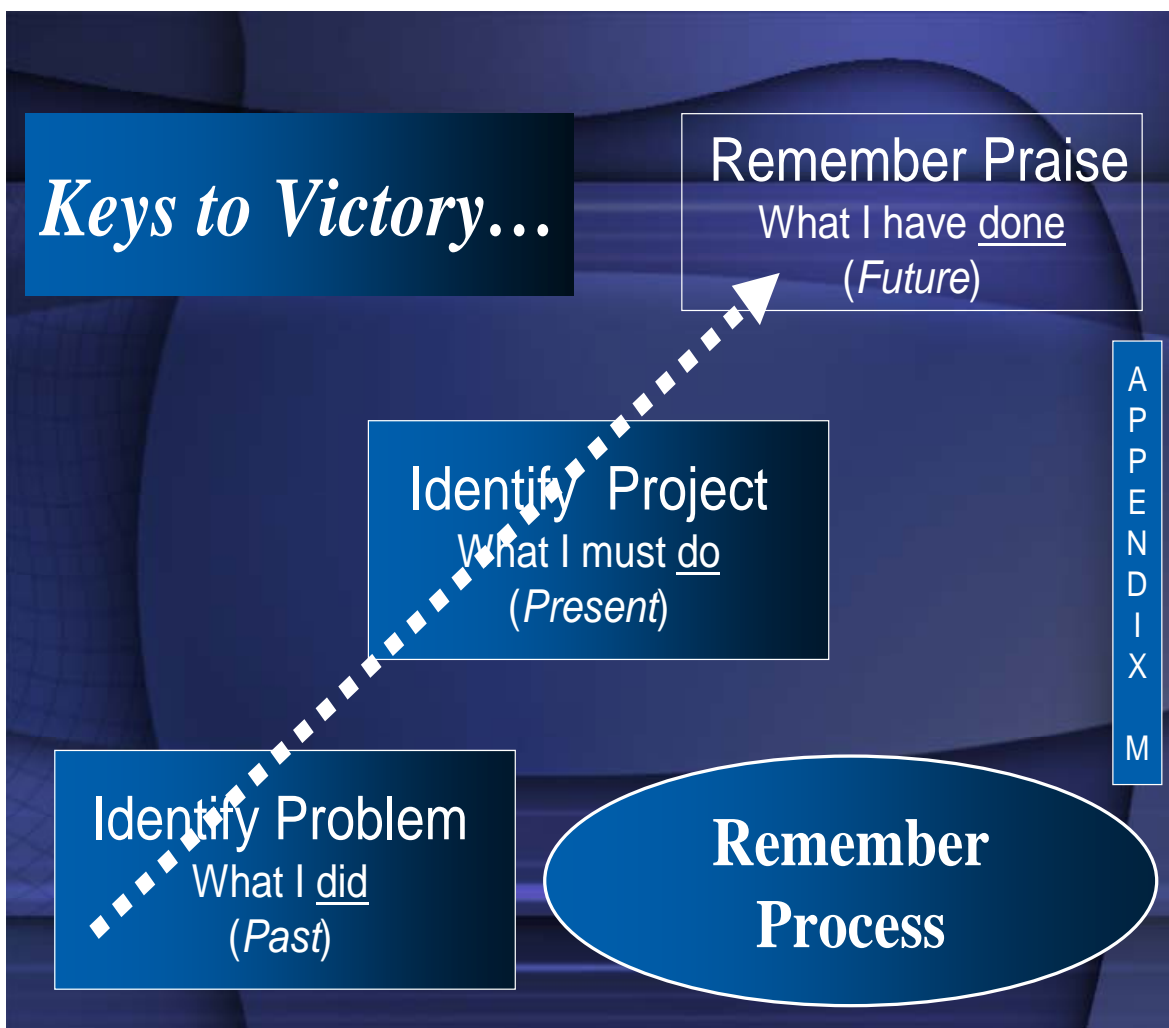 Keys to Victory…
Remember Praise
What I have done
(Future)
Identify Project
What I must do
(Present)
Identify Problem
What I did
(Past)
Remember
Process
A
P
P
E
N
D
I
X
M